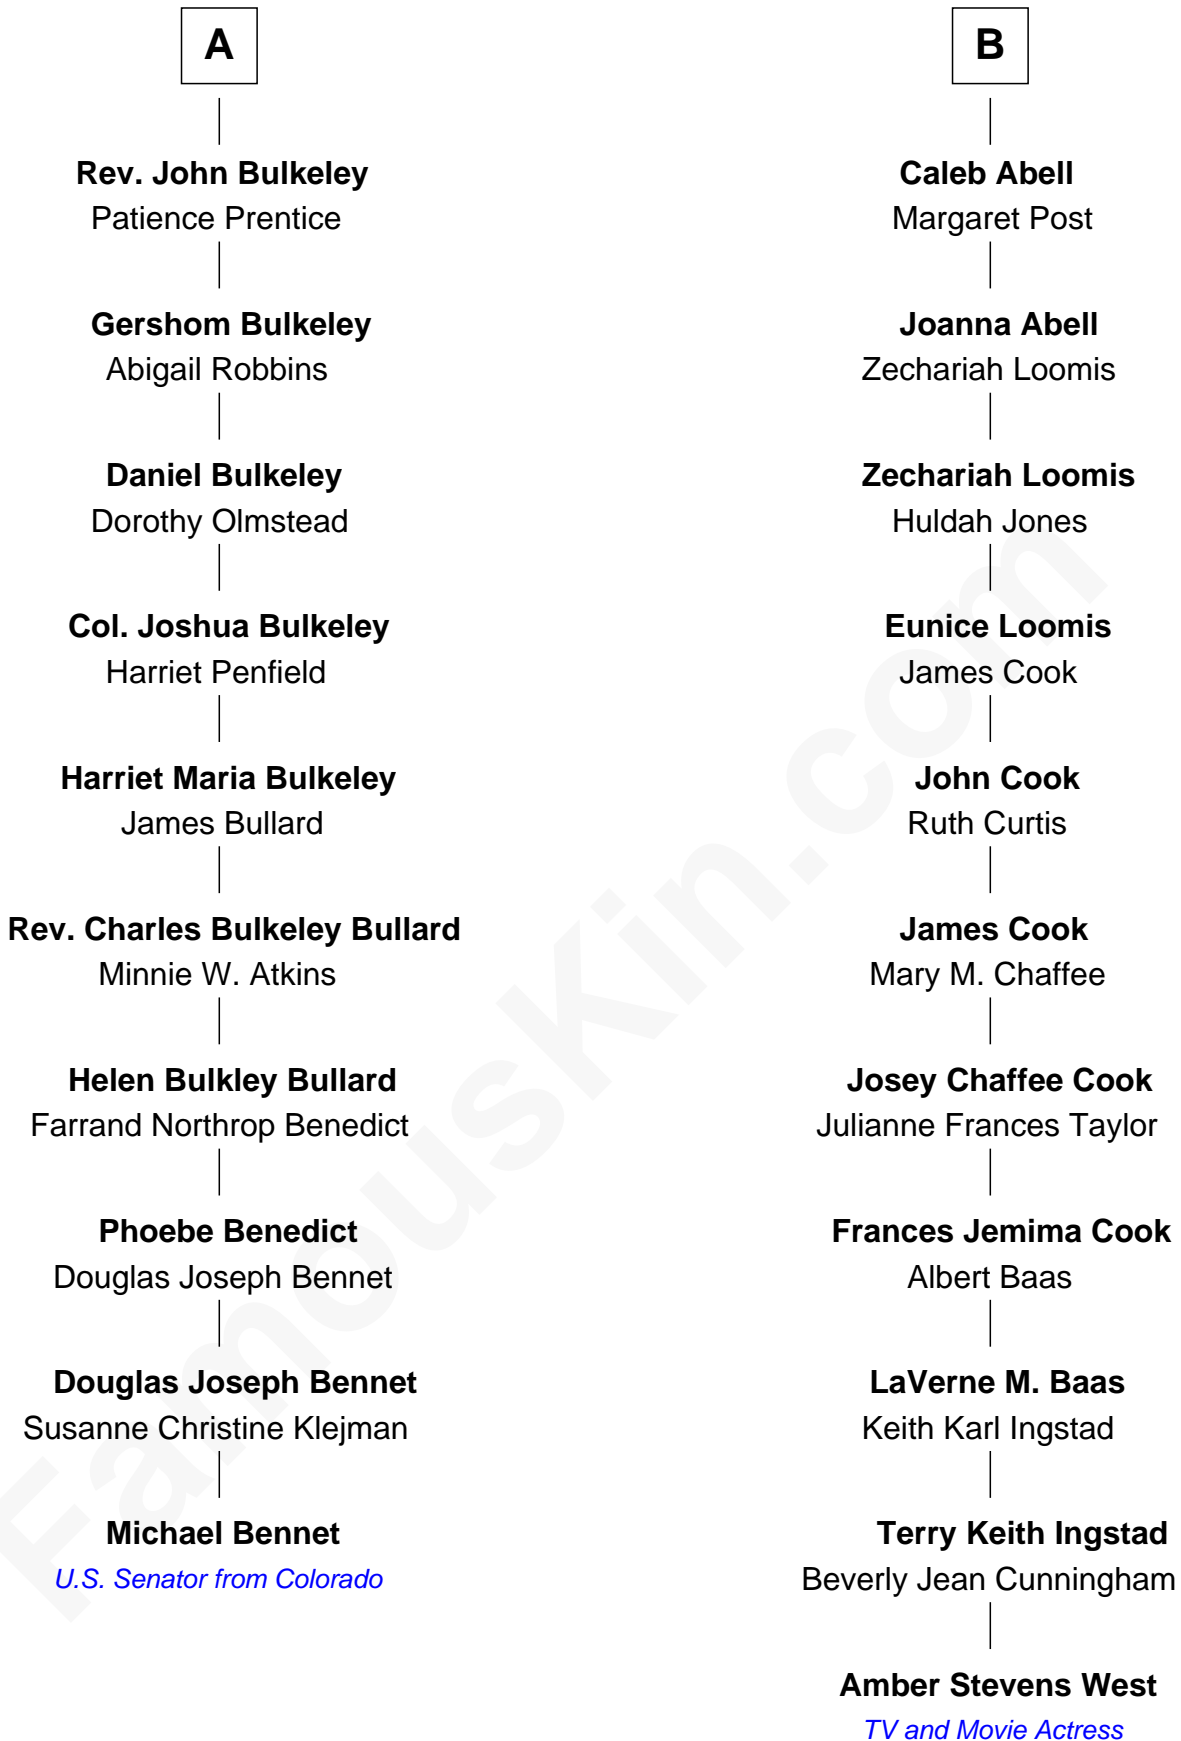 A
Rev. John Bulkeley
Patience Prentice
Gershom Bulkeley
Abigail Robbins
Daniel Bulkeley
Dorothy Olmstead
Col. Joshua Bulkeley
Harriet Penfield
Harriet Maria Bulkeley
James Bullard
Rev. Charles Bulkeley Bullard
Minnie W. Atkins
Helen Bulkley Bullard
Farrand Northrop Benedict
Phoebe Benedict
Douglas Joseph Bennet
Douglas Joseph Bennet
Susanne Christine Klejman
Michael Bennet
U.S. Senator from Colorado
B
Caleb Abell
Margaret Post
Joanna Abell
Zechariah Loomis
Zechariah Loomis
Huldah Jones
Eunice Loomis
James Cook
John Cook
Ruth Curtis
James Cook
Mary M. Chaffee
Josey Chaffee Cook
Julianne Frances Taylor
Frances Jemima Cook
Albert Baas
LaVerne M. Baas
Keith Karl Ingstad
Terry Keith Ingstad
Beverly Jean Cunningham
Amber Stevens West
TV and Movie Actress
FamousKin.com